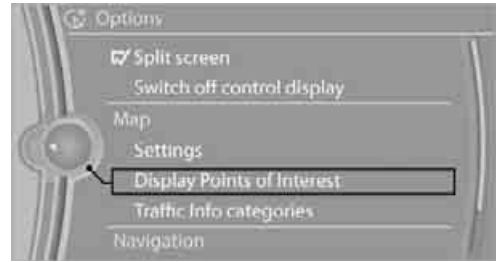 Options
Split screen
Switch off control display
Map
Settings
Display Points of Interest
Traffic Info categories
Navigation